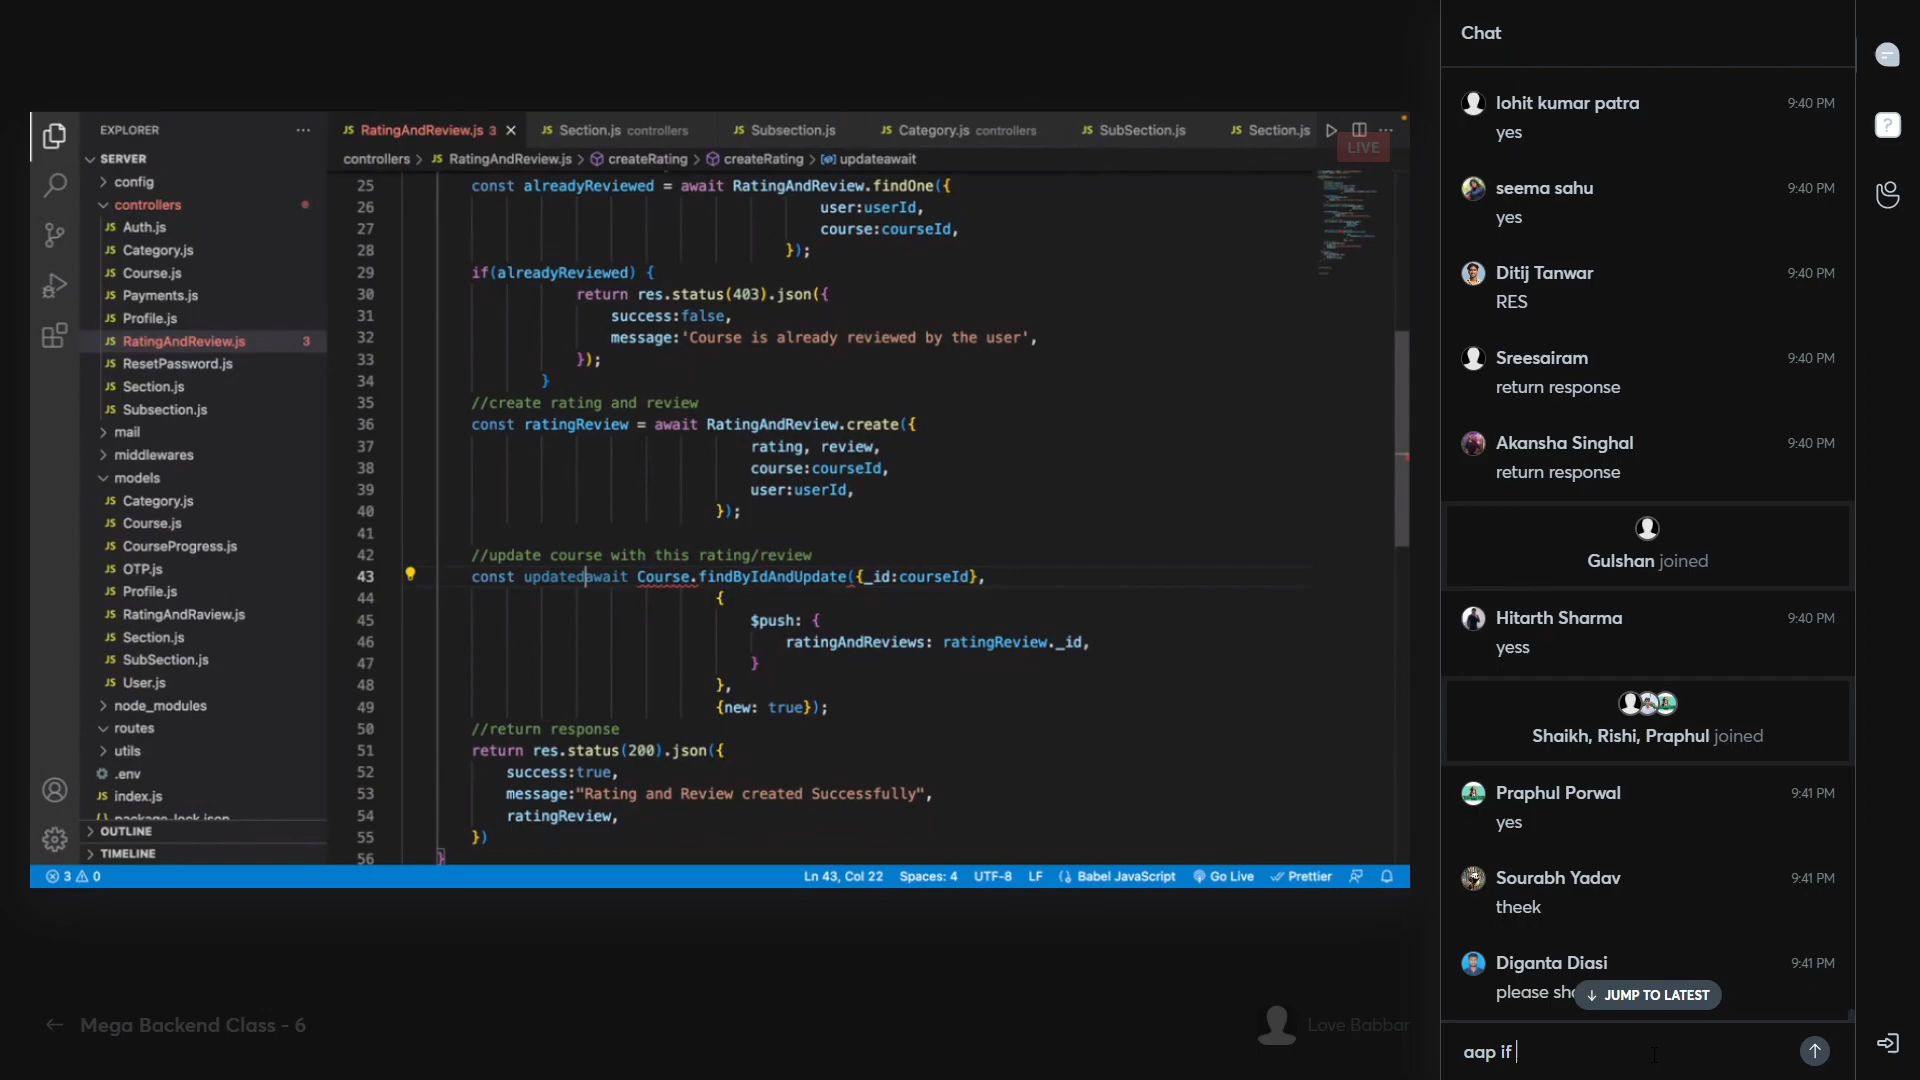 EXPLORER
SERVER
config
controllers
JS Auth.js
JS Category.js
JS Course.js
JS Payments.js
JS Profile.js
JS RatingAndReview.js 3
JS ResetPassword.js
JS Section.js
JS Subsection.js
mail
middlewares
models
JS Category.js
JS Course.js
JS CourseProgress.js
JS OTP.js
JS Profile.js
JS RatingAndRaview.js
JS Section.js
JS SubSection.js
JS User.js
node_modules
routes
utils
.env
JS index.js
package-lock.json
OUTLINE
TIMELINE
JS RatingAndReview.js 3
JS Section.js controllers
JS Subsection.js
JS Category.js controllers
JS SubSection.js
JS Section.js
LIVE
controllers > JS RatingAndReview.js > createRating > createRating > updateawait
25 const alreadyReviewed = await RatingAndReview.findOne({
26 user:userId,
27 course:courseId,
28 });
29 if(alreadyReviewed) {
30 return res.status(403).json({
31 success:false,
32 message:'Course is already reviewed by the user',
33 });
34 }
35 //create rating and review
36 const ratingReview = await RatingAndReview.create({
37 rating, review,
38 course:courseId,
39 user:userId,
40 });
41
42 //update course with this rating/review
43 const updatedawait Course.findByIdAndUpdate({_id:courseId},
44 {
45 $push: {
46 ratingAndReviews: ratingReview._id,
47 }
48 },
49 {new: true});
50 //return response
51 return res.status(200).json({
52 success:true,
53 message:"Rating and Review created Successfully",
54 ratingReview,
55 })
56 }
3 0
Ln 43, Col 22 Spaces: 4 UTF-8 LF Babel JavaScript Go Live Prettier
Mega Backend Class - 6
Love Babbar
Chat
lohit kumar patra 9:40 PM
yes
seema sahu 9:40 PM
yes
Ditij Tanwar 9:40 PM
RES
Sreesairam 9:40 PM
return response
Akansha Singhal 9:40 PM
return response
Gulshan joined
Hitarth Sharma 9:40 PM
yess
Shaikh, Rishi, Praphul joined
Praphul Porwal 9:41 PM
yes
Sourabh Yadav 9:41 PM
theek
Diganta Diasi 9:41 PM
please
JUMP TO LATEST
aap if